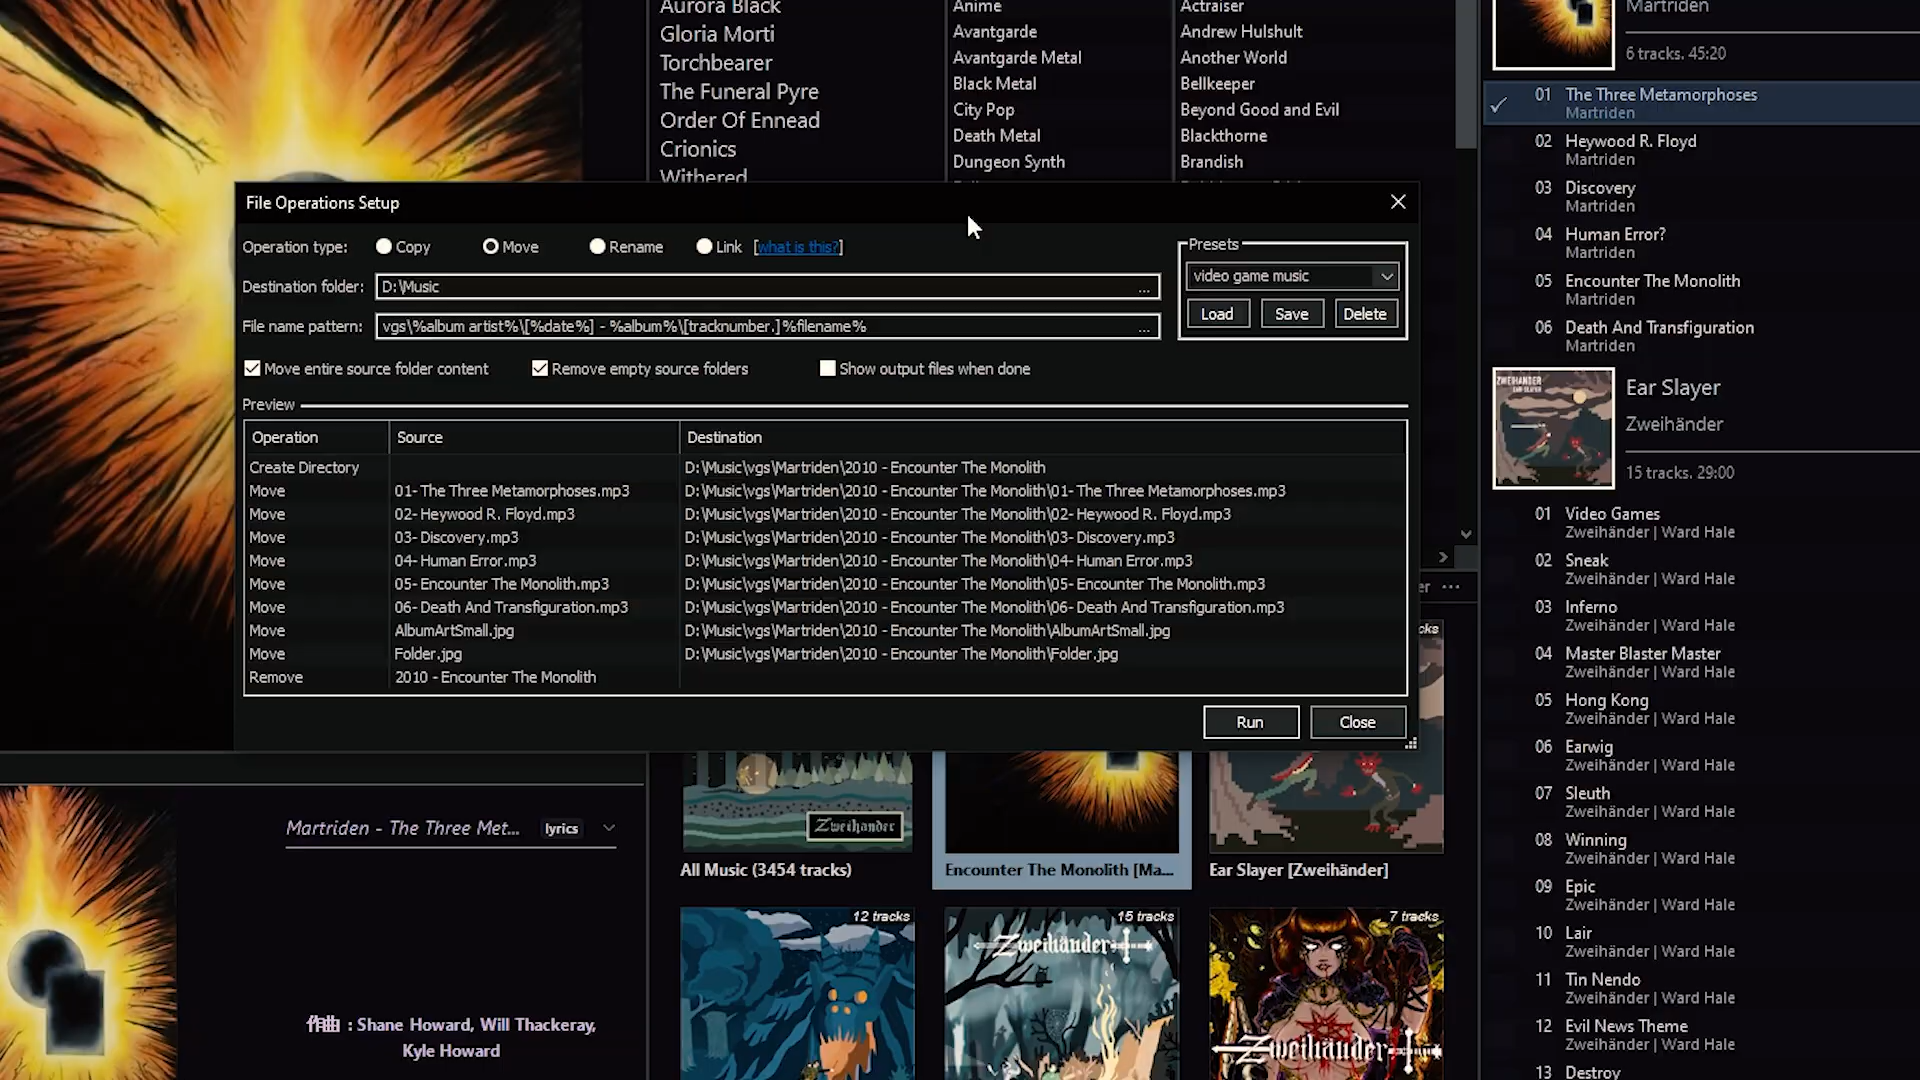 Aurora Black
Gloria Morti
Torchbearer
The Funeral Pyre
Order Of Ennead
Crionics
Withered
Anime
Avantgarde
Avantgarde Metal
Black Metal
City Pop
Death Metal
Dungeon Synth
Actraiser
Andrew Hulshult
Another World
Bellkeeper
Beyond Good and Evil
Blackthorne
Brandish
Martriden
6 tracks. 45:20
01 The Three Metamorphoses
Martriden
02 Heywood R. Floyd
Martriden
03 Discovery
Martriden
04 Human Error?
Martriden
05 Encounter The Monolith
Martriden
06 Death And Transfiguration
Martriden
ZWEIHANDER
EAR SLAYER
Ear Slayer
Zweihänder
15 tracks. 29:00
01 Video Games
Zweihänder | Ward Hale
02 Sneak
Zweihänder | Ward Hale
03 Inferno
Zweihänder | Ward Hale
04 Master Blaster Master
Zweihänder | Ward Hale
05 Hong Kong
Zweihänder | Ward Hale
06 Earwig
Zweihänder | Ward Hale
07 Sleuth
Zweihänder | Ward Hale
08 Winning
Zweihänder | Ward Hale
09 Epic
Zweihänder | Ward Hale
10 Lair
Zweihänder | Ward Hale
11 Tin Nendo
Zweihänder | Ward Hale
12 Evil News Theme
Zweihänder | Ward Hale
13 Destroy
File Operations Setup
Operation type: Copy Move Rename Link [what is this?]
Destination folder: D:\Music ...
File name pattern: vgs\%album artist%\[%date%] - %album%\[tracknumber.]%filename% ...
Presets
video game music
Load Save Delete
Move entire source folder content Remove empty source folders Show output files when done
Preview
Operation Source Destination
Create Directory D:\Music\vgs\Martriden\2010 - Encounter The Monolith
Move 01- The Three Metamorphoses.mp3 D:\Music\vgs\Martriden\2010 - Encounter The Monolith\01- The Three Metamorphoses.mp3
Move 02- Heywood R. Floyd.mp3 D:\Music\vgs\Martriden\2010 - Encounter The Monolith\02- Heywood R. Floyd.mp3
Move 03- Discovery.mp3 D:\Music\vgs\Martriden\2010 - Encounter The Monolith\03- Discovery.mp3
Move 04- Human Error.mp3 D:\Music\vgs\Martriden\2010 - Encounter The Monolith\04- Human Error.mp3
Move 05- Encounter The Monolith.mp3 D:\Music\vgs\Martriden\2010 - Encounter The Monolith\05- Encounter The Monolith.mp3
Move 06- Death And Transfiguration.mp3 D:\Music\vgs\Martriden\2010 - Encounter The Monolith\06- Death And Transfiguration.mp3
Move AlbumArtSmall.jpg D:\Music\vgs\Martriden\2010 - Encounter The Monolith\AlbumArtSmall.jpg
Move Folder.jpg D:\Music\vgs\Martriden\2010 - Encounter The Monolith\Folder.jpg
Remove 2010 - Encounter The Monolith
Run Close
Martriden - The Three Met... lyrics
作曲 : Shane Howard, Will Thackeray,
Kyle Howard
Zweihander
All Music (3454 tracks)
Encounter The Monolith [Ma...
Ear Slayer [Zweihänder]
12 tracks
15 tracks
Zweihänder
7 tracks
Zweihänder